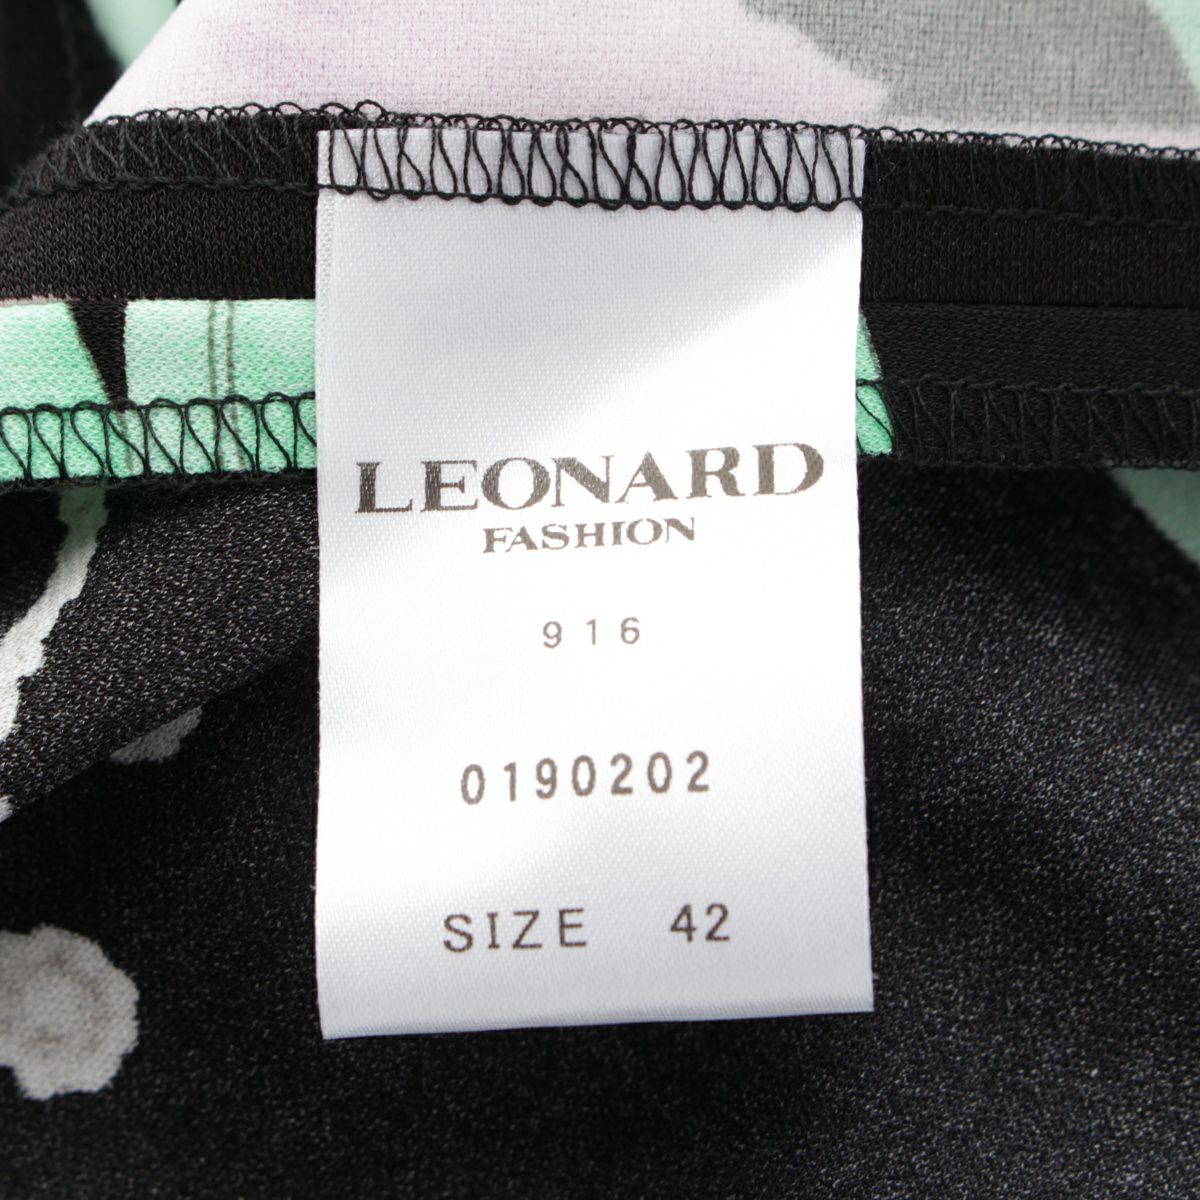 LEONARD
FASHION
916
0190202
SIZE 42